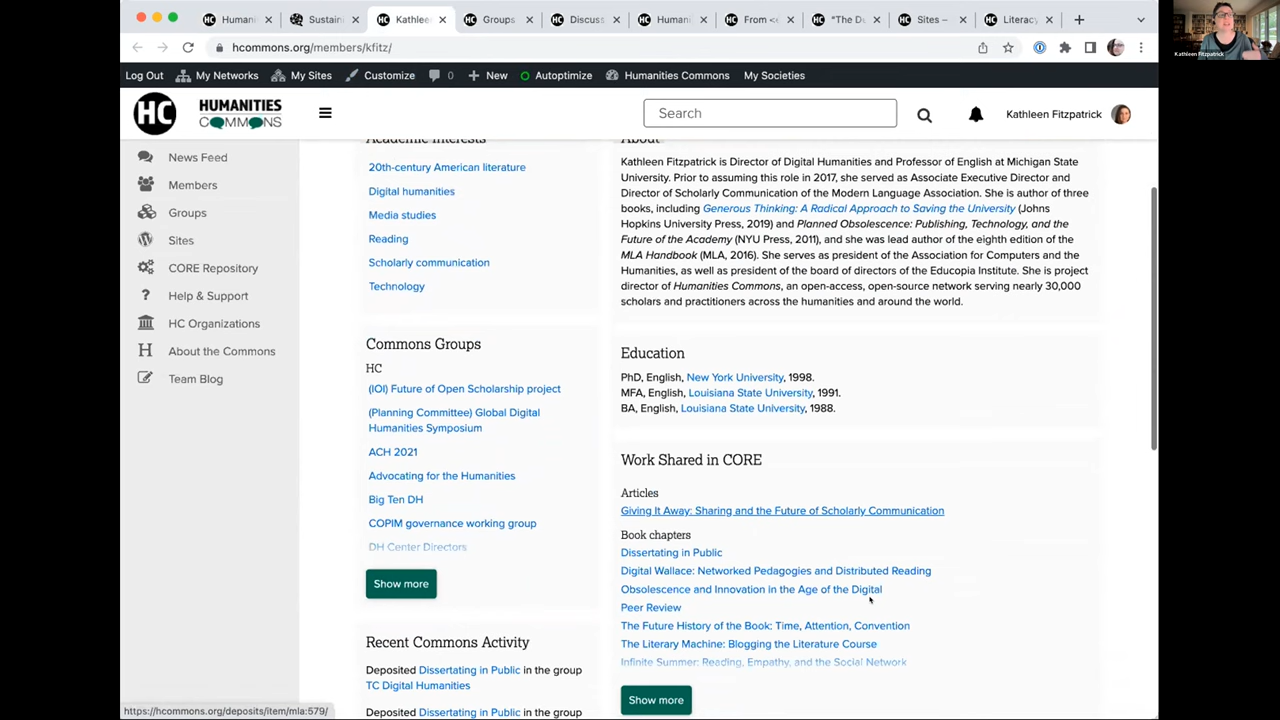 Humani
Sustain
Kathlee
Groups
Discuss
Humani
From <e
"The Du
Sites –
Literacy
hcommons.org/members/kfitz/
Log Out
My Networks
My Sites
Customize
0
New
Autoptimize
Humanities Commons
My Societies
HC
HUMANITIES
COMMONS
Search
Kathleen Fitzpatrick
Kathleen Fitzpatrick
News Feed
Members
Groups
Sites
CORE Repository
Help & Support
HC Organizations
About the Commons
Team Blog
Academic Interests
20th-century American literature
Digital humanities
Media studies
Reading
Scholarly communication
Technology
Commons Groups
HC
(IOI) Future of Open Scholarship project
(Planning Committee) Global Digital
Humanities Symposium
ACH 2021
Advocating for the Humanities
Big Ten DH
COPIM governance working group
DH Center Directors
Show more
Recent Commons Activity
Deposited Dissertating in Public in the group
TC Digital Humanities
Deposited Dissertating in Public in the group
About
Kathleen Fitzpatrick is Director of Digital Humanities and Professor of English at Michigan State
University. Prior to assuming this role in 2017, she served as Associate Executive Director and
Director of Scholarly Communication of the Modern Language Association. She is author of three
books, including Generous Thinking: A Radical Approach to Saving the University (Johns
Hopkins University Press, 2019) and Planned Obsolescence: Publishing, Technology, and the
Future of the Academy (NYU Press, 2011), and she was lead author of the eighth edition of the
MLA Handbook (MLA, 2016). She serves as president of the Association for Computers and the
Humanities, as well as president of the board of directors of the Educopia Institute. She is project
director of Humanities Commons, an open-access, open-source network serving nearly 30,000
scholars and practitioners across the humanities and around the world.
Education
PhD, English, New York University, 1998.
MFA, English, Louisiana State University, 1991.
BA, English, Louisiana State University, 1988.
Work Shared in CORE
Articles
Giving It Away: Sharing and the Future of Scholarly Communication
Book chapters
Dissertating in Public
Digital Wallace: Networked Pedagogies and Distributed Reading
Obsolescence and Innovation in the Age of the Digital
Peer Review
The Future History of the Book: Time, Attention, Convention
The Literary Machine: Blogging the Literature Course
Infinite Summer: Reading, Empathy, and the Social Network
Show more
https://hcommons.org/deposits/item/mla:579/